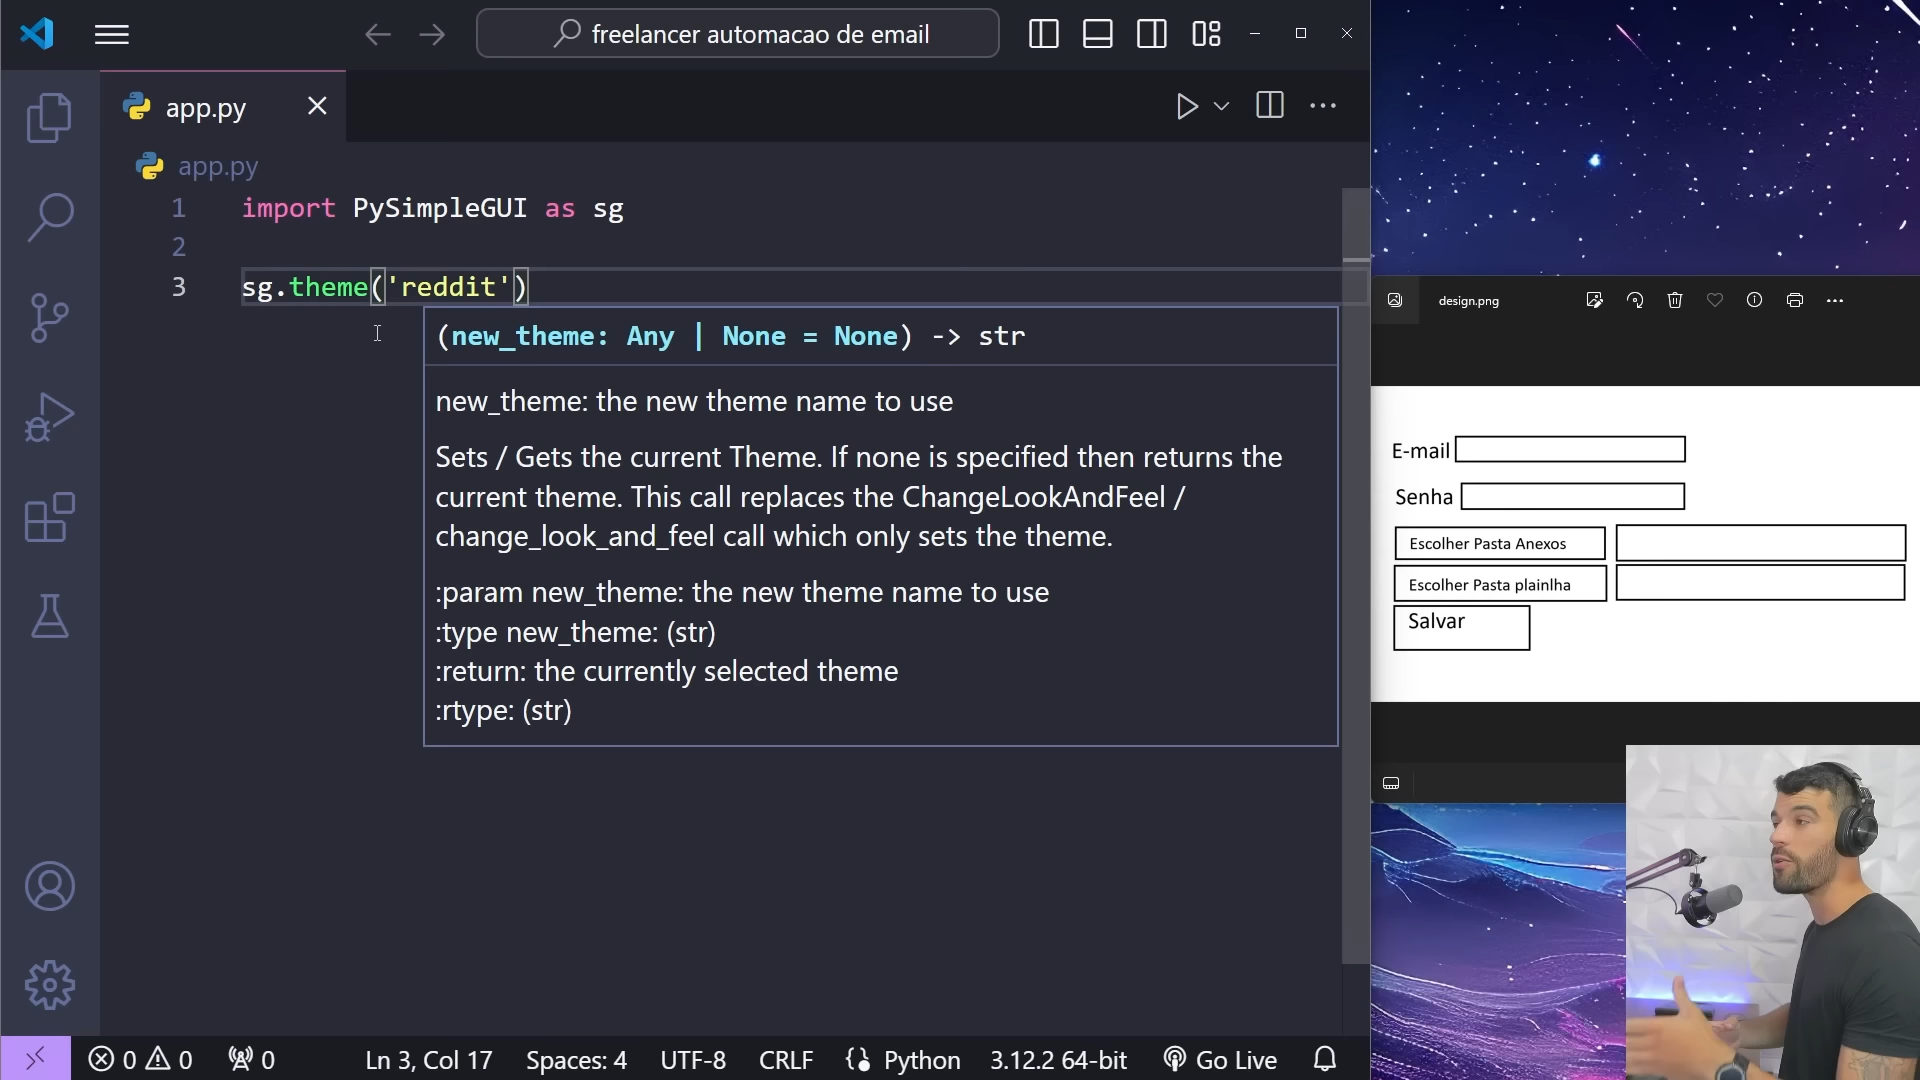 freelancer automacao de email
app.py
app.py
1 import PySimpleGUI as sg
2
3 sg.theme('reddit')
(new_theme: Any | None = None) -> str
new_theme: the new theme name to use
Sets / Gets the current Theme. If none is specified then returns the
current theme. This call replaces the ChangeLookAndFeel /
change_look_and_feel call which only sets the theme.
:param new_theme: the new theme name to use
:type new_theme: (str)
:return: the currently selected theme
:rtype: (str)
0 0 0 Ln 3, Col 17 Spaces: 4 UTF-8 CRLF Python 3.12.2 64-bit Go Live
design.png
E-mail
Senha
Escolher Pasta Anexos
Escolher Pasta plainlha
Salvar